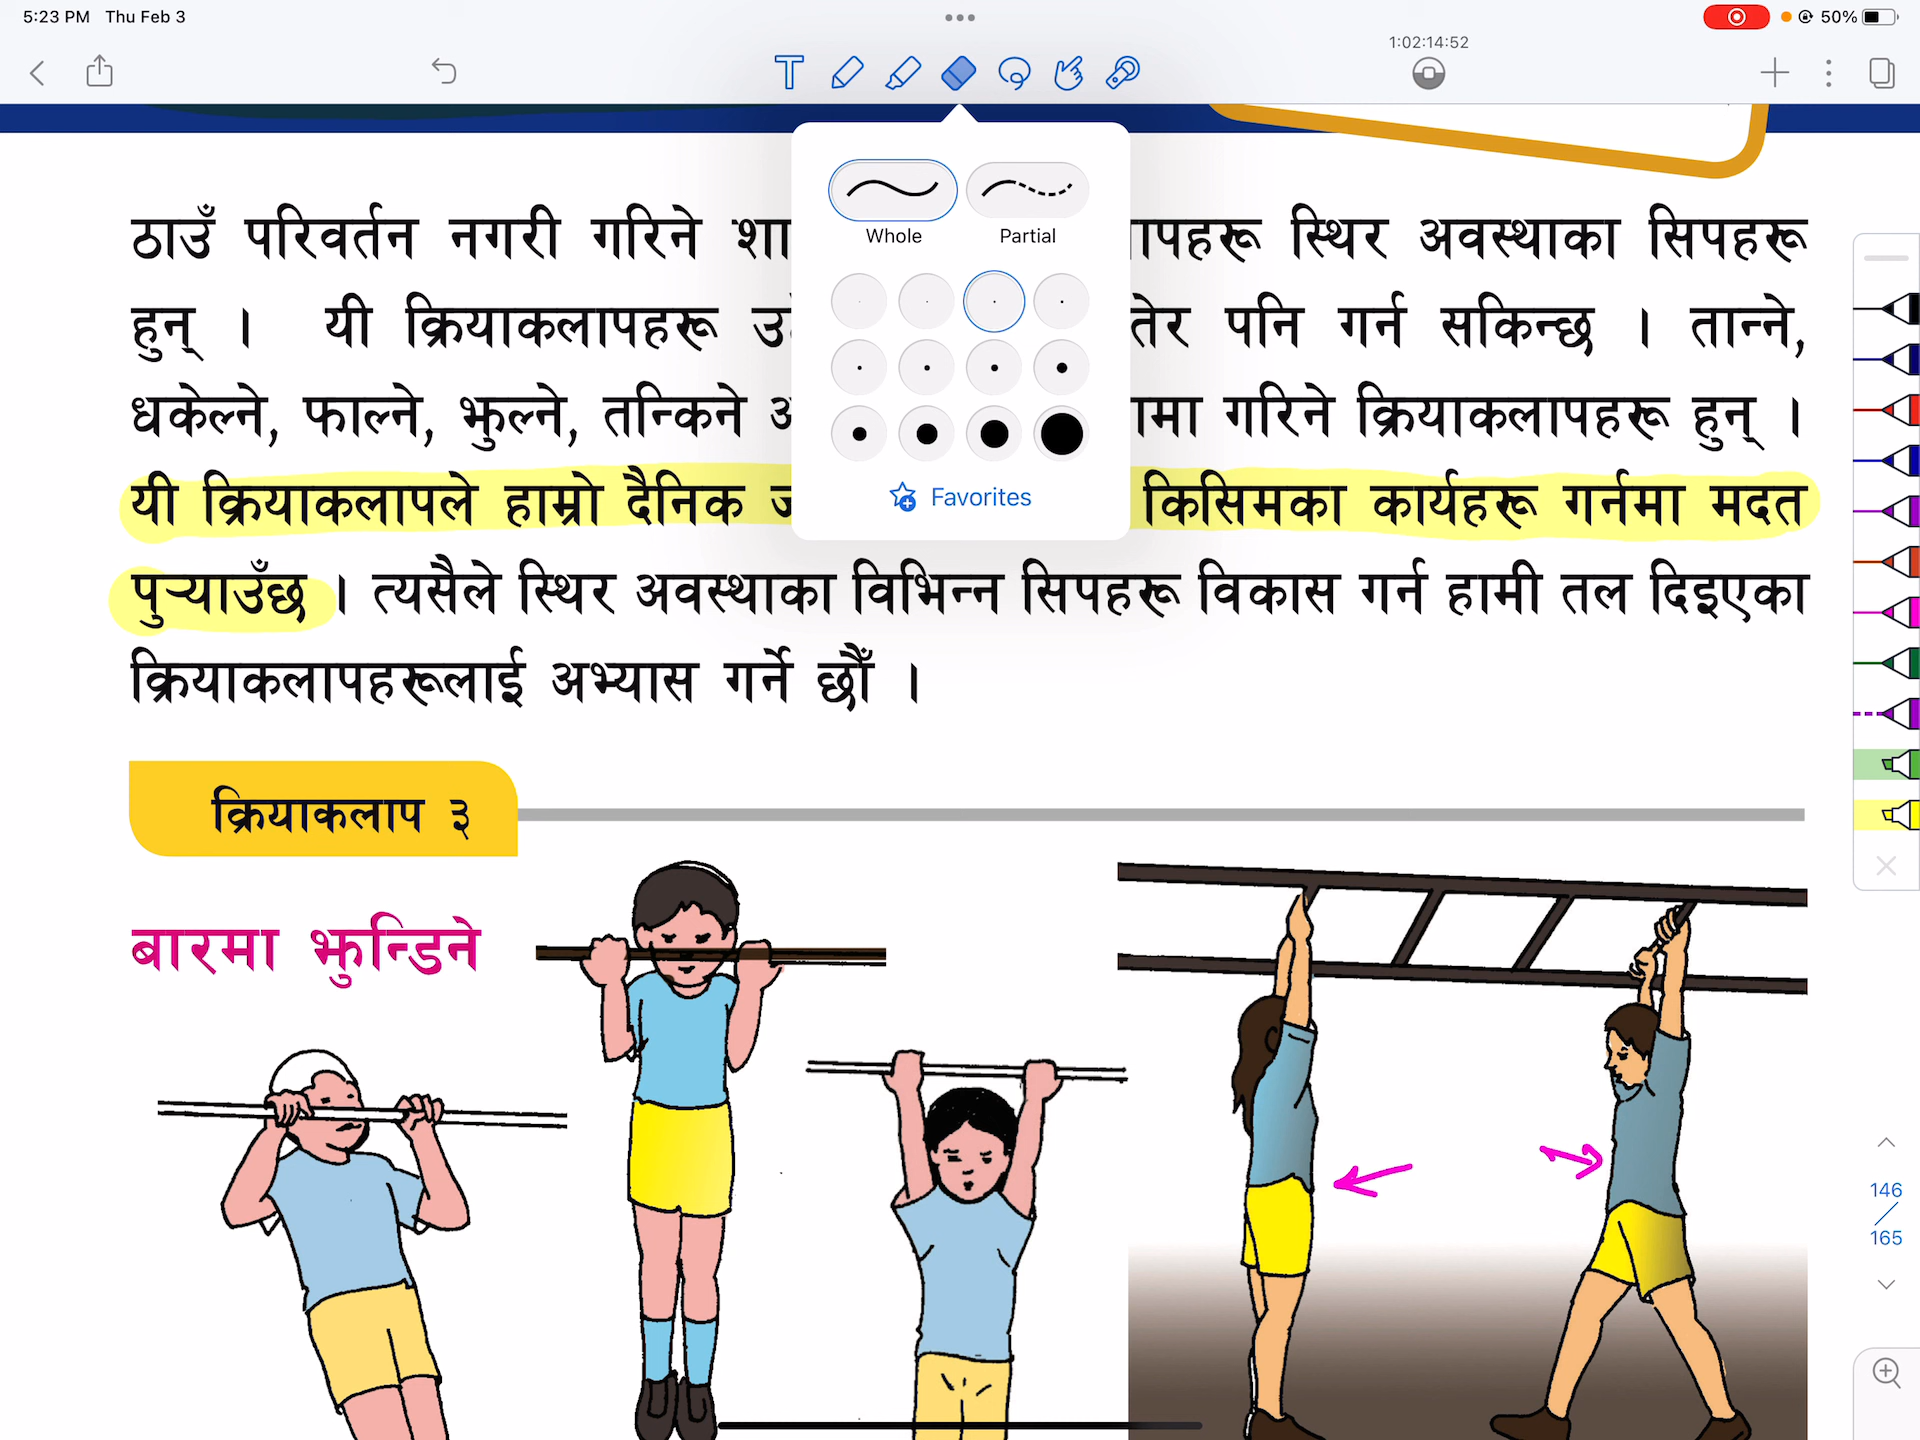 5:23 PM Thu Feb 3
50%
1:02:14:52
Whole Partial
Favorites
ठाउँ परिवर्तन नगरी गरिने स्थिर अवस्थाका सिपहरू
हुन् । यी क्रियाकलापहरू पनि गर्न सकिन्छ । तान्ने,
धकेल्ने, फाल्ने, झुल्ने, तन्किने गरिने क्रियाकलापहरू हुन् ।
यी क्रियाकलापले हाम्रो दैनिक किसिमका कार्यहरू गर्नमा मदत
पुऱ्याउँछ । त्यसैले स्थिर अवस्थाका विभिन्न सिपहरू विकास गर्न हामी तल दिइएका
क्रियाकलापहरूलाई अभ्यास गर्ने छौँ ।
क्रियाकलाप ३
बारमा झुन्डिने
146
165